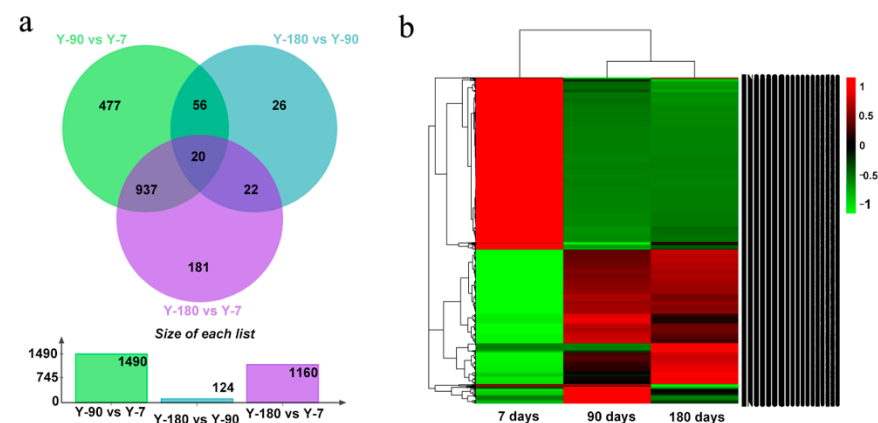 a
Y-90 vs Y-7
Y-180 vs Y-90
477
56
26
20
937
22
181
Y-180 vs Y-7
Size of each list
1490
745
0
1490
124
1160
Y-90 vs Y-7
Y-180 vs Y-90
Y-180 vs Y-7
b
1
0.5
0
-0.5
-1
7 days
90 days
180 days